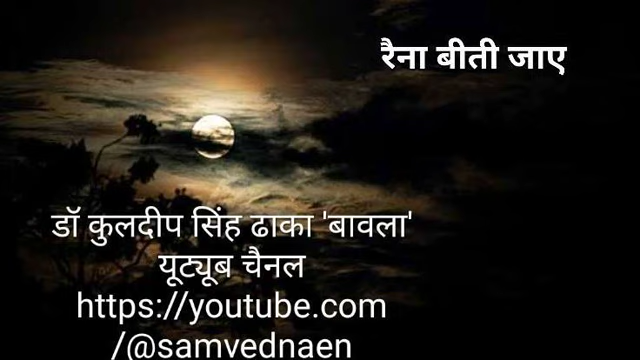 रैना बीती जाए
डॉ कुलदीप सिंह ढाका 'बावला'
यूट्यूब चैनल
https://youtube.com
/@samvednaen